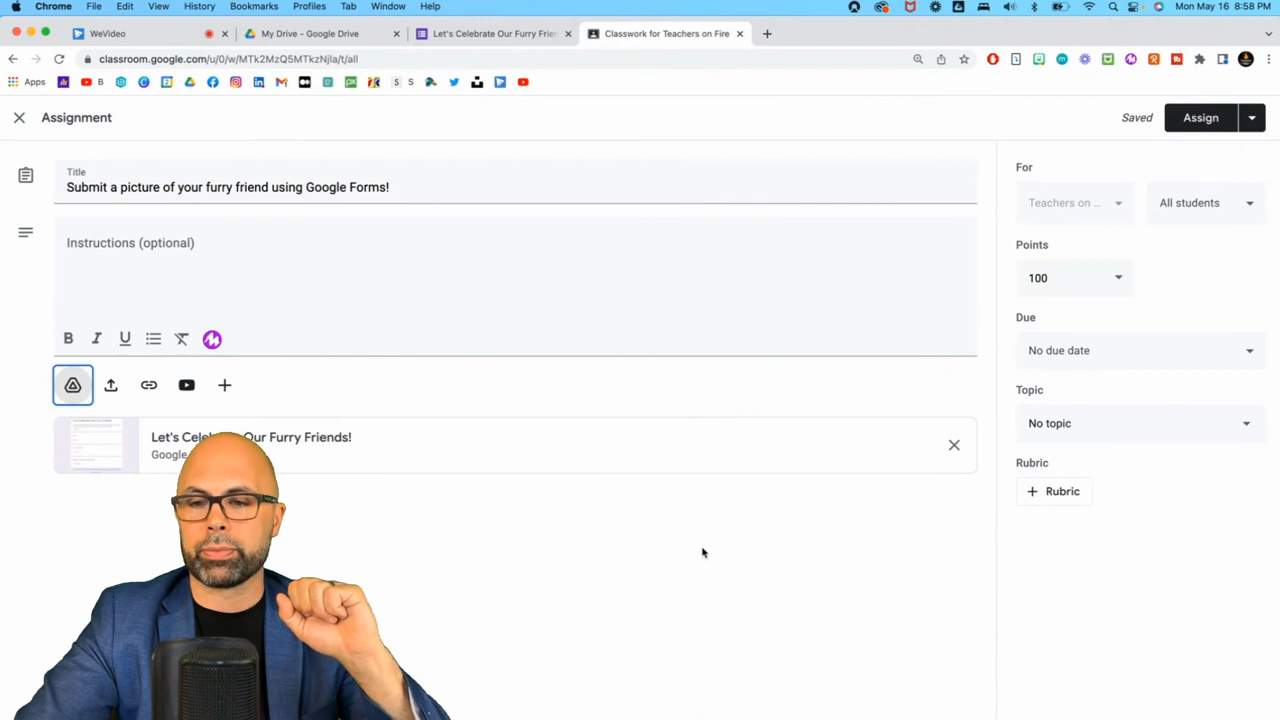 Chrome File Edit View History Bookmarks Profiles Tab Window Help Mon May 16 8:58 PM
WeVideo My Drive - Google Drive Let's Celebrate Our Furry Frien Classwork for Teachers on Fire
classroom.google.com/u/0/w/MTk2MzQ5MTkzNjla/t/all
Apps B S
Assignment Saved Assign
Title
Submit a picture of your furry friend using Google Forms!
Instructions (optional)
B I U
Let's Celeb Our Furry Friends!
Google
For
Teachers on ... All students
Points
100
Due
No due date
Topic
No topic
Rubric
+ Rubric